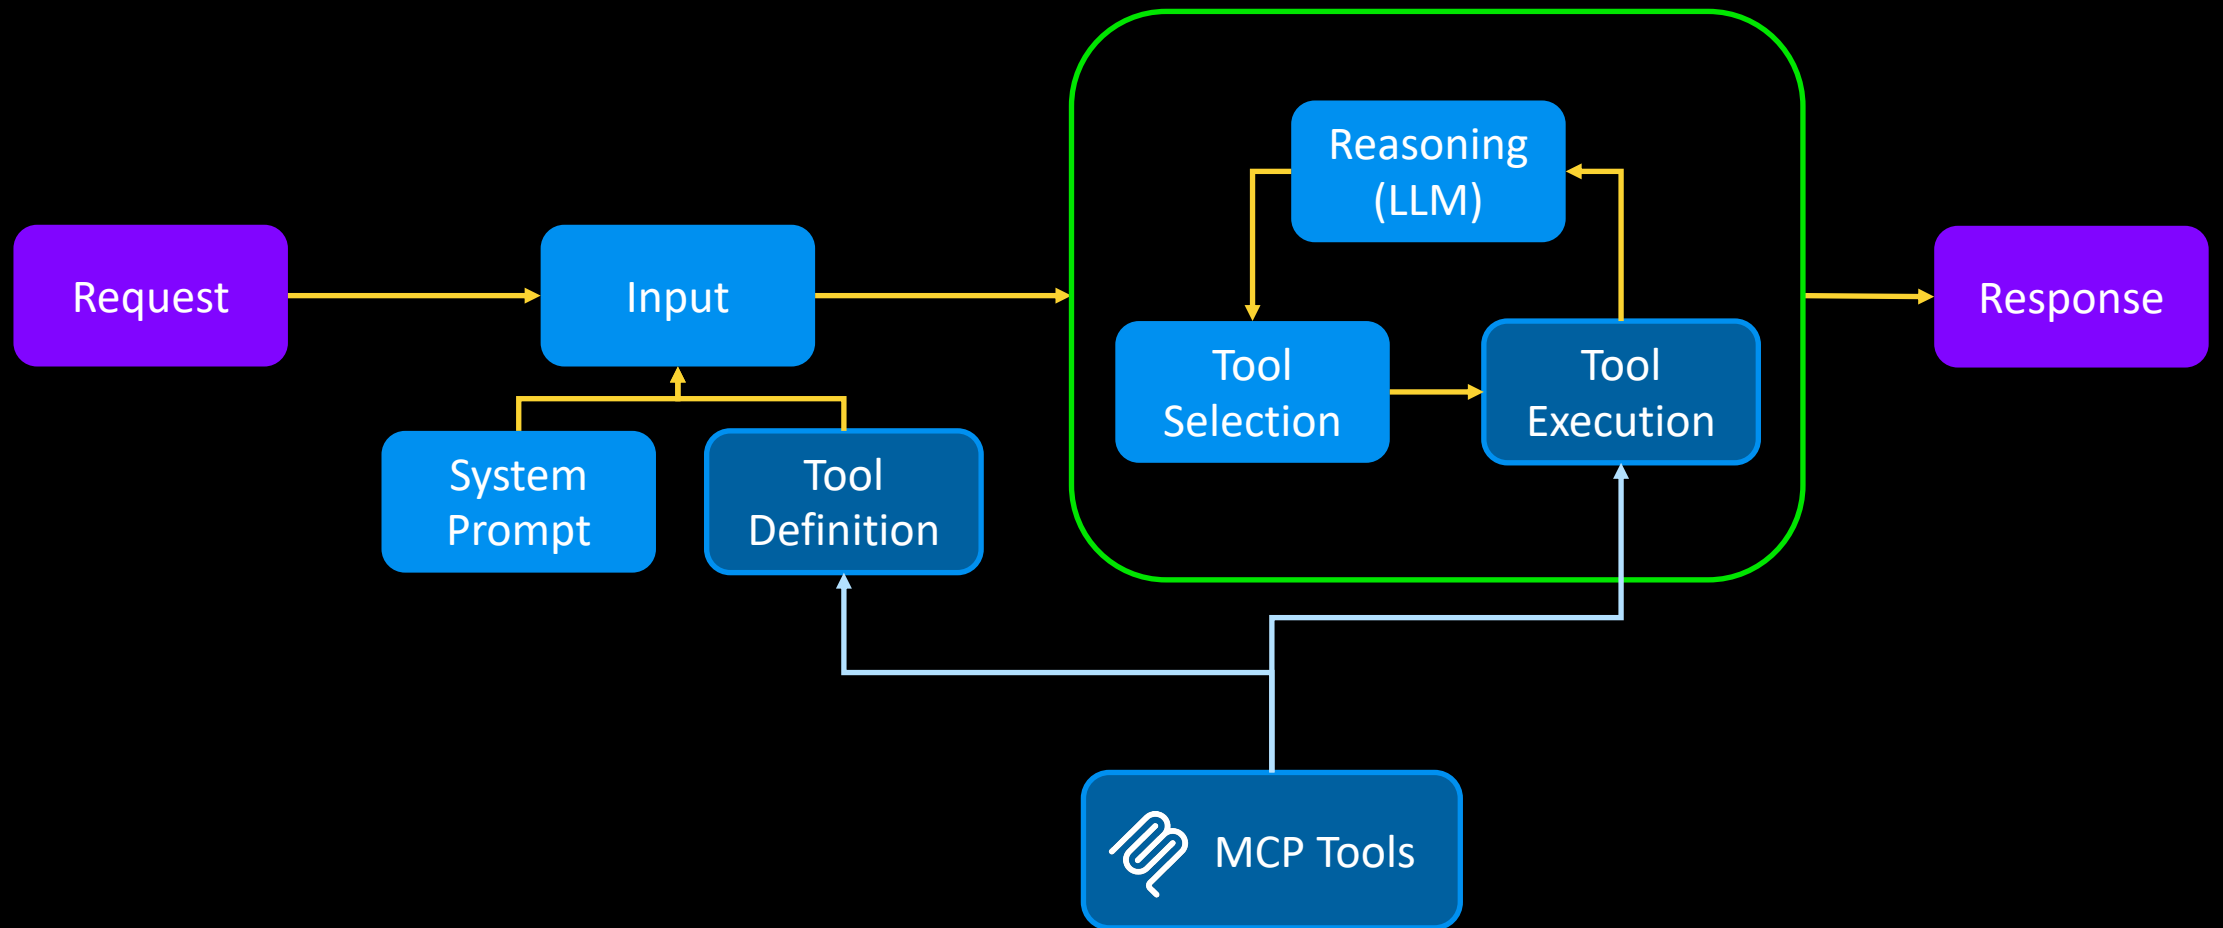 Reasoning
(LLM)
Request
Input
Response
Tool
Selection
Tool
Execution
System
Prompt
Tool
Definition
MCP Tools